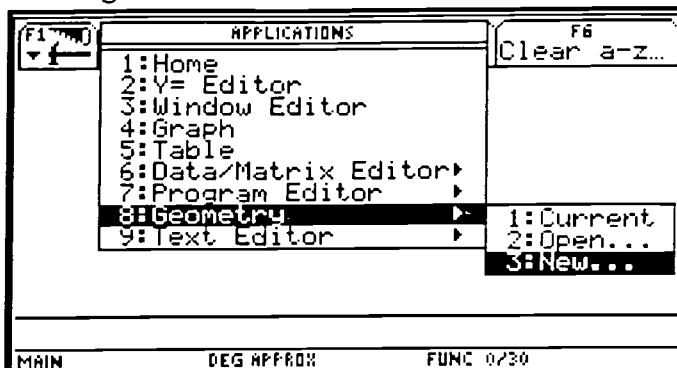 F1
APPLICATIONS
F6
Clear a-z...
1:Home
2:Y= Editor
3:Window Editor
4:Graph
5:Table
6:Data/Matrix Editor▸
7:Program Editor ▸
8:Geometry ▸
9:Text Editor ▸
1:Current
2:Open...
3:New...
MAIN DEG APPROX FUNC 0/30